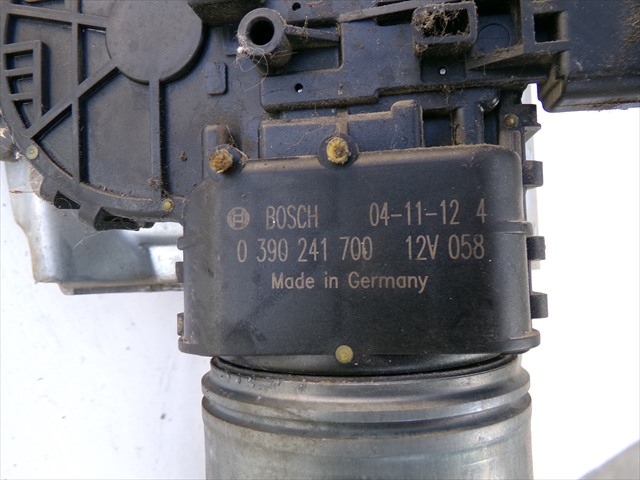 BOSCH 04-11-12 4
0 390 241 700 12V 058
Made in Germany